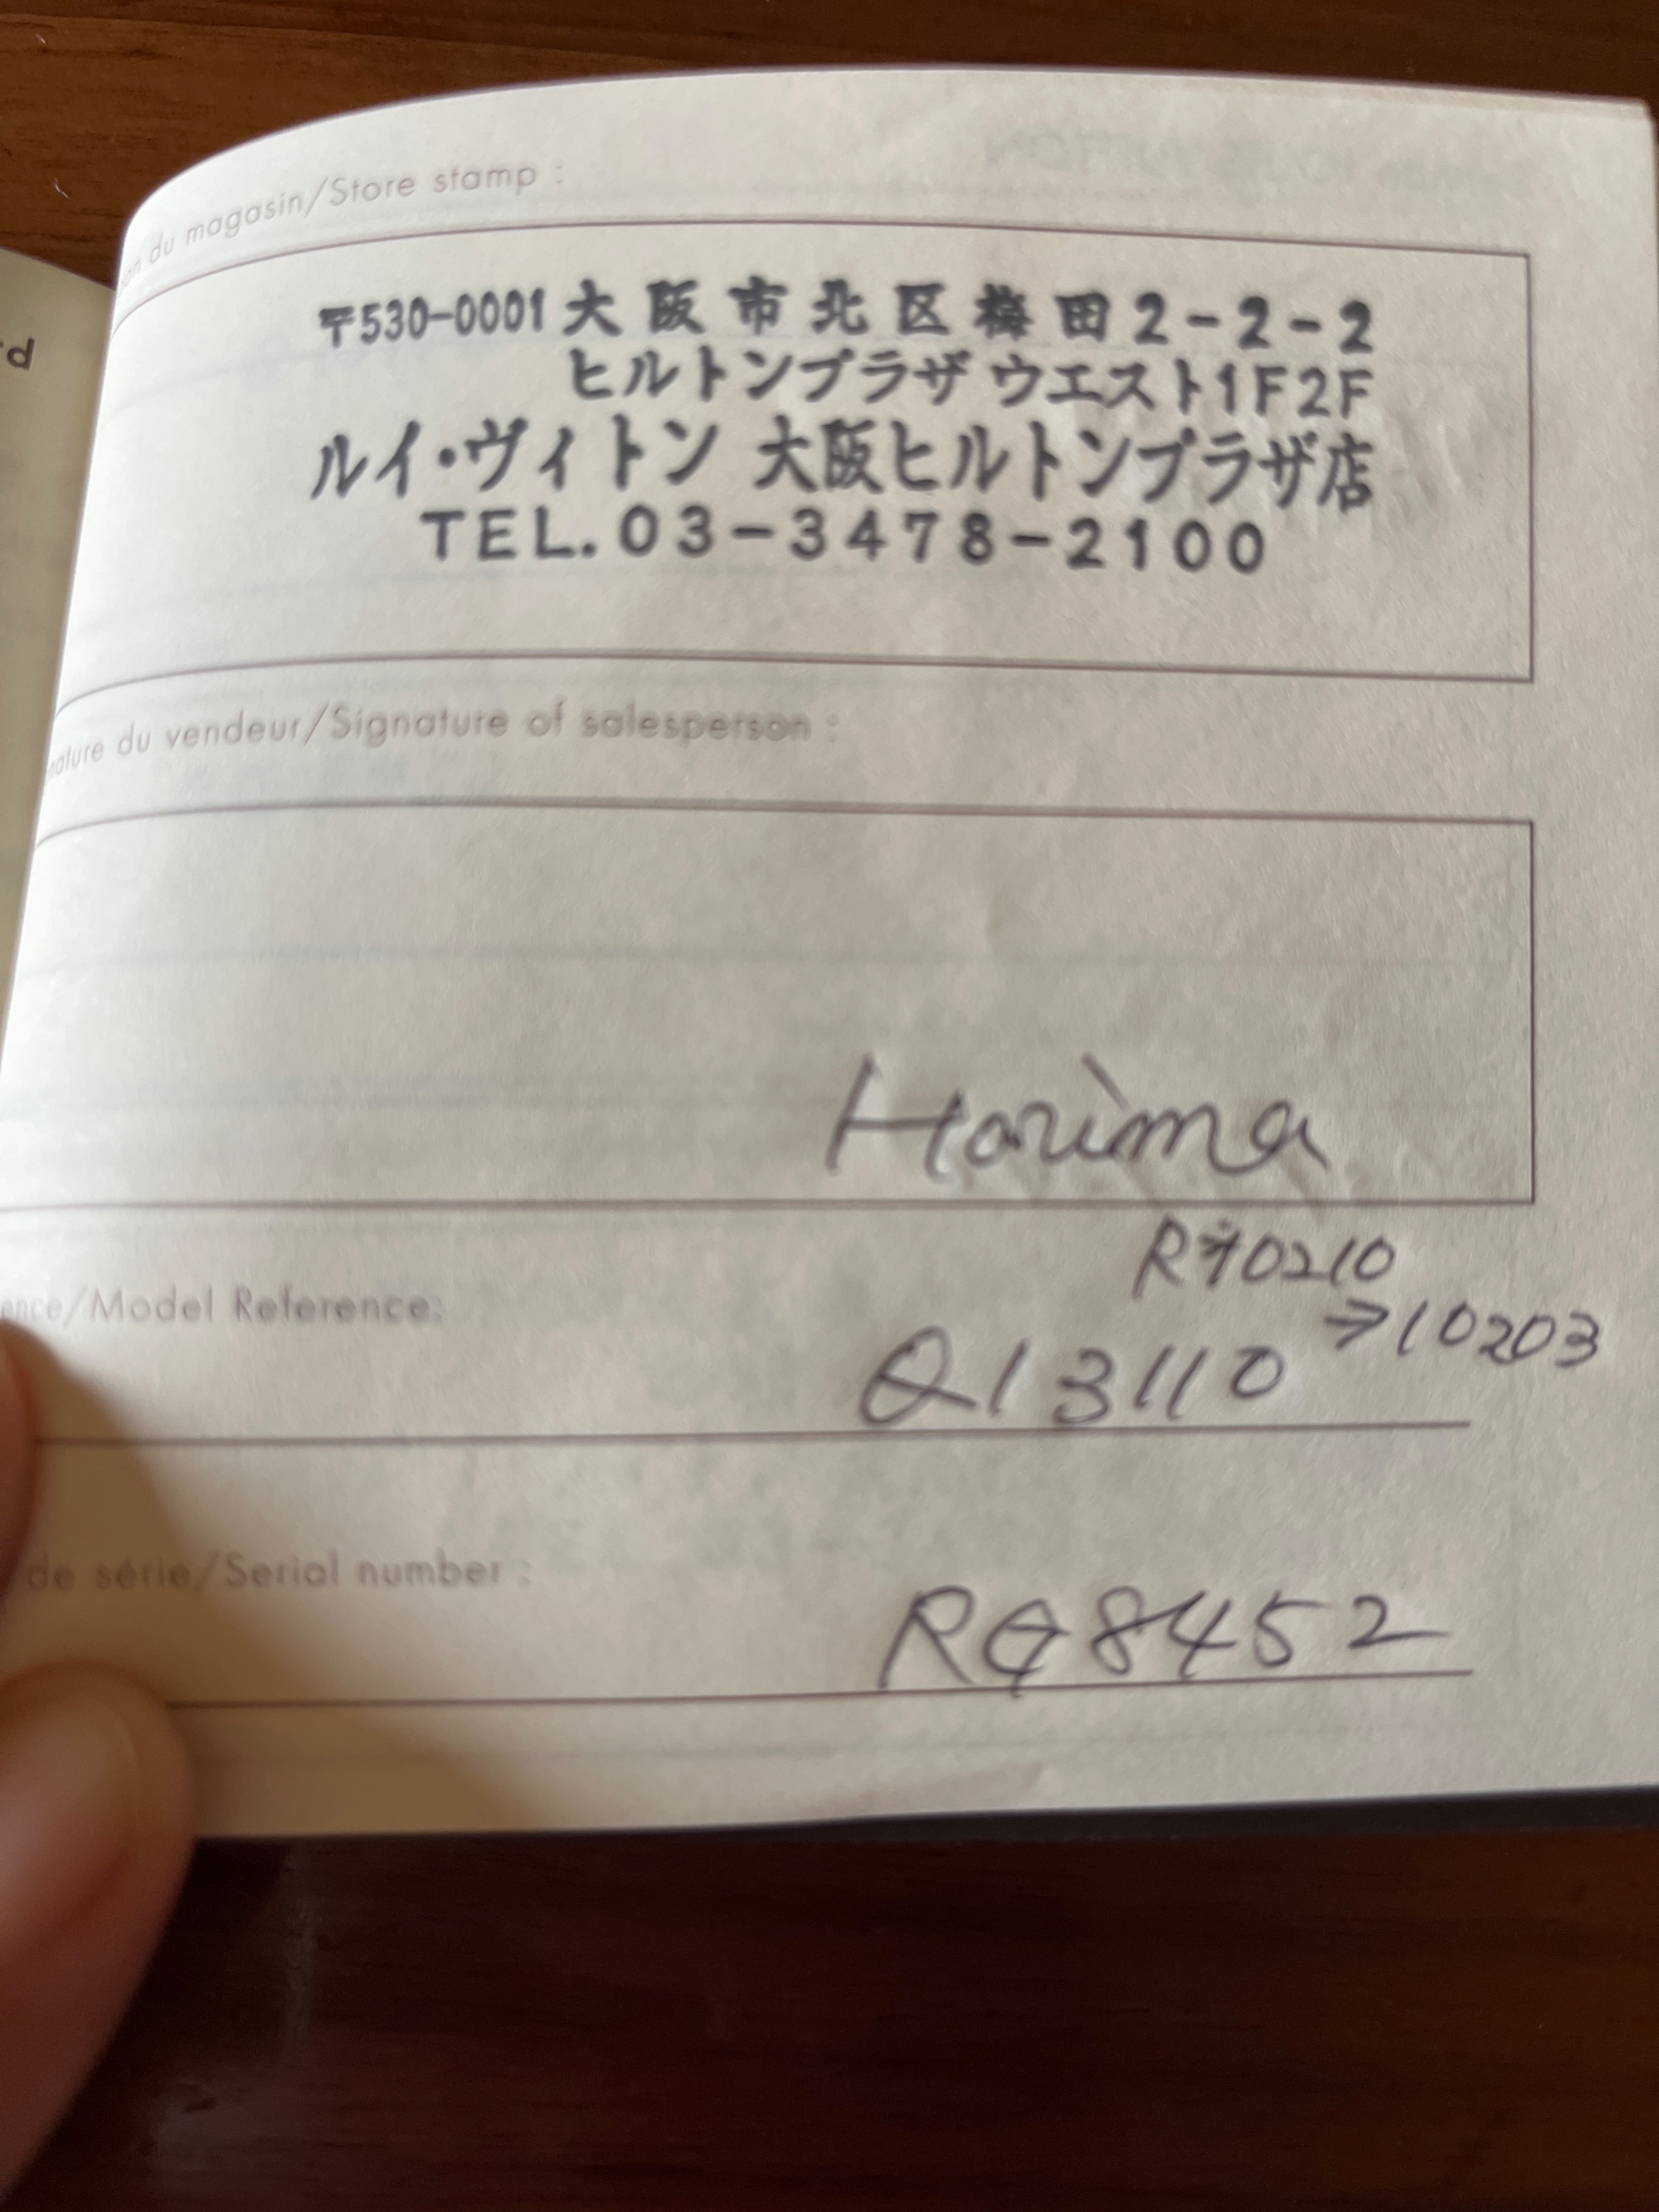 du magasin/Store stamp :
〒530-0001 大阪市北区梅田2-2-2
ヒルトンプラザ ウエスト1F2F
ルイ・ヴィトン 大阪ヒルトンプラザ店
TEL.03-3478-2100
du vendeur/Signature of salesperson :
Horima
Model Reference:
Q13110
→10203
de série/Serial number :
8452